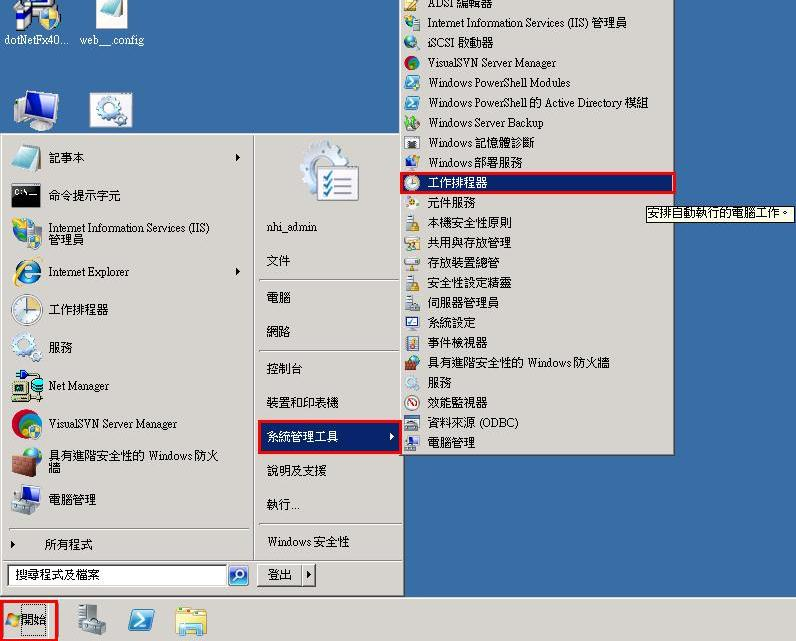 dotNetFx40...
web__.config
記事本
命令提示字元
Internet Information Services (IIS)
管理員
Internet Explorer
工作排程器
服務
Net Manager
VisualSVN Server Manager
具有進階安全性的 Windows 防火
牆
電腦管理
所有程式
搜尋程式及檔案
nhi_admin
文件
電腦
網路
控制台
裝置和印表機
系統管理工具
說明及支援
執行...
Windows 安全性
登出
ADSI 編輯器
Internet Information Services (IIS) 管理員
iSCSI 啟動器
VisualSVN Server Manager
Windows PowerShell Modules
Windows PowerShell 的 Active Directory 模組
Windows Server Backup
Windows 記憶體診斷
Windows 部署服務
工作排程器
元件服務
本機安全性原則
共用與存放管理
存放裝置總管
安全性設定精靈
伺服器管理員
系統設定
事件檢視器
具有進階安全性的 Windows 防火牆
服務
效能監視器
資料來源 (ODBC)
電腦管理
安排自動執行的電腦工作。
開始